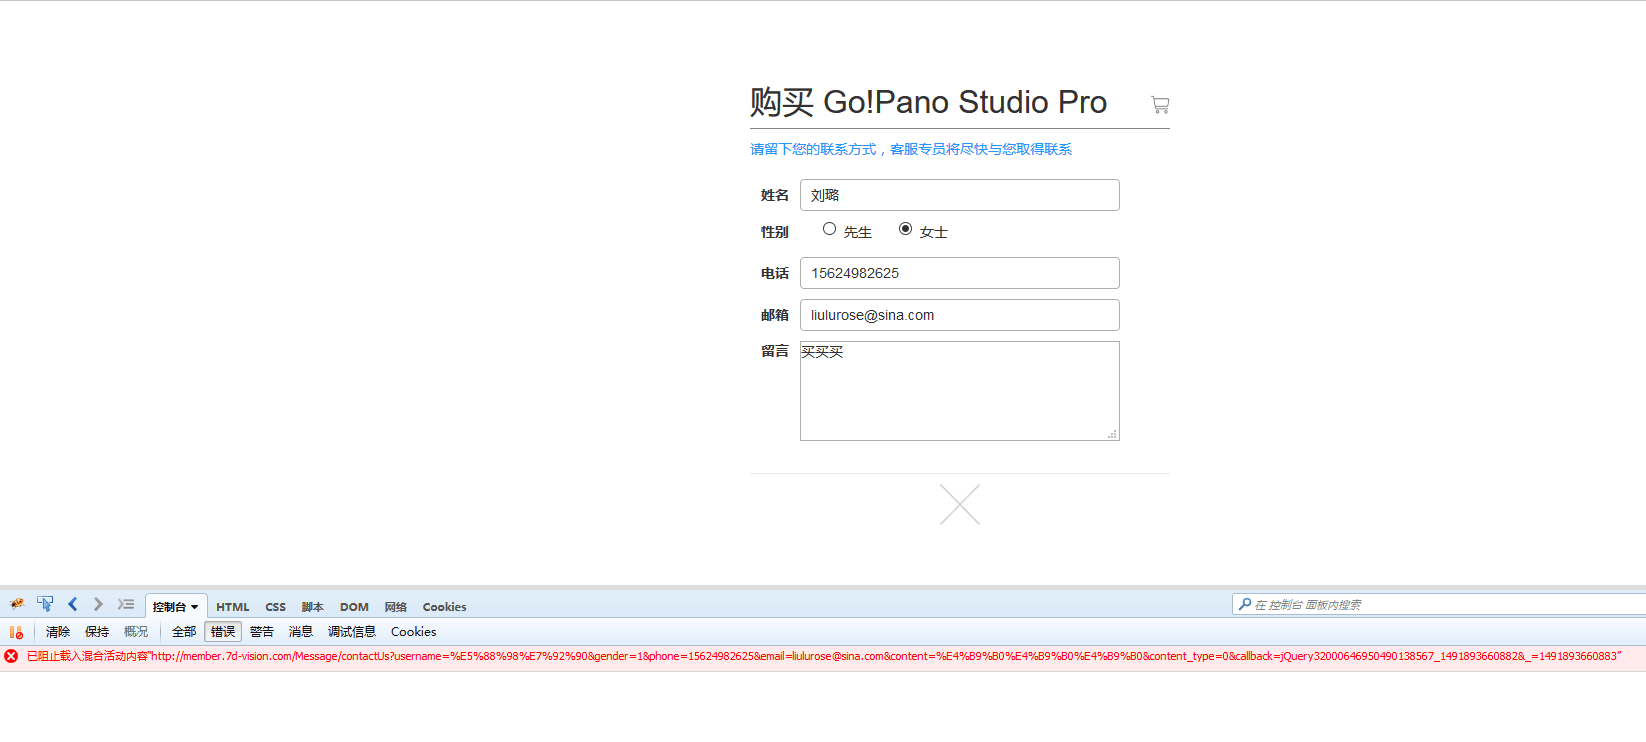 购买 Go!Pano Studio Pro
请留下您的联系方式，客服专员将尽快与您取得联系
姓名 刘璐
性别 先生 女士
电话 15624982625
邮箱 liulurose@sina.com
留言 买买买
控制台 HTML CSS 脚本 DOM 网络 Cookies 在 控制台 面板内搜索
清除 保持 概况 全部 错误 警告 消息 调试信息 Cookies
已阻止载入混合活动内容"http://member.7d-vision.com/Message/contactUs?username=%E5%88%98%E7%92%90&gender=1&phone=15624982625&email=liulurose@sina.com&content=%E4%B9%B0%E4%B9%B0%E4%B9%B0&content_type=0&callback=jQuery32000646950490138567_1491893660882&_=1491893660883"